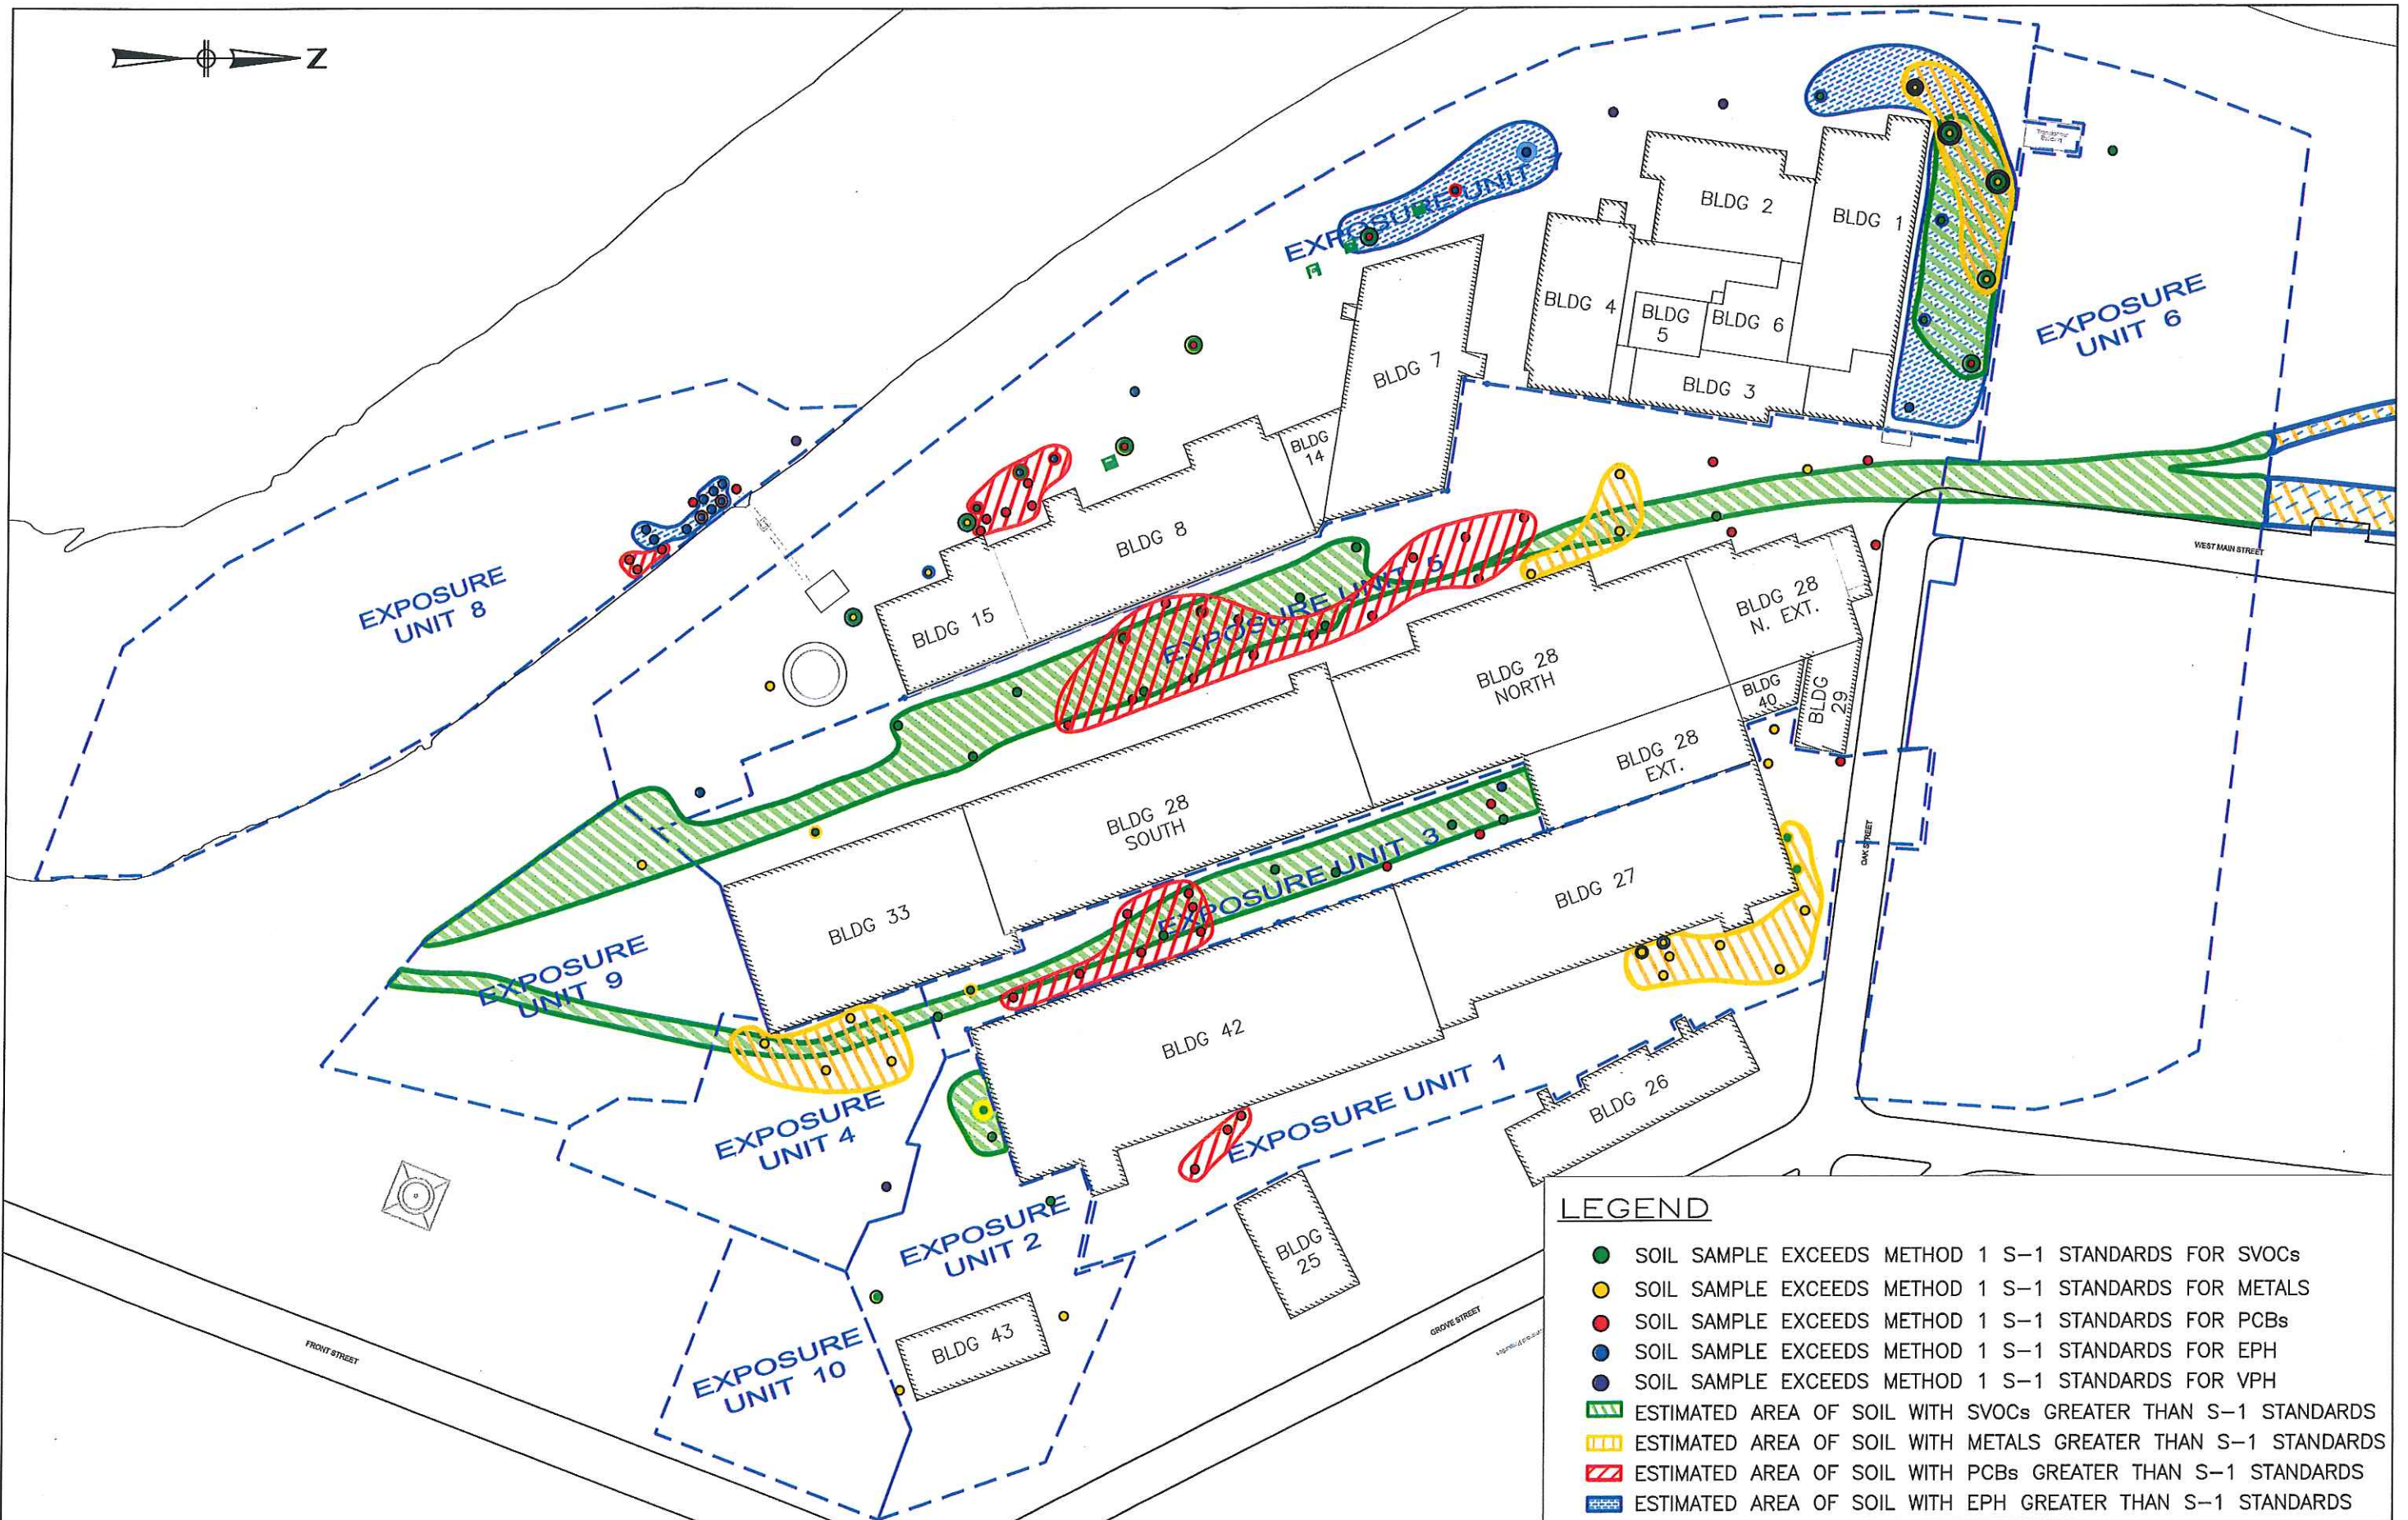 Z
BLDG 2
BLDG 1
BLDG 4
BLDG
5
BLDG 6
BLDG 3
EXPOSURE UNIT 7
EXPOSURE
UNIT 6
BLDG 7
BLDG
14
BLDG 8
BLDG 15
EXPOSURE
UNIT 8
EXPOSURE UNIT 5
WEST MAIN STREET
BLDG 28
N. EXT.
BLDG 28
NORTH
BLDG
40
BLDG
29
BLDG 28
EXT.
OAK STREET
BLDG 28
SOUTH
EXPOSURE UNIT 3
BLDG 27
BLDG 33
EXPOSURE
UNIT 9
BLDG 42
EXPOSURE UNIT 1
BLDG 26
EXPOSURE
UNIT 4
EXPOSURE
UNIT 2
BLDG
25
BLDG 43
EXPOSURE
UNIT 10
FRONT STREET
GROVE STREET
LEGEND
SOIL SAMPLE EXCEEDS METHOD 1 S-1 STANDARDS FOR SVOCs
SOIL SAMPLE EXCEEDS METHOD 1 S-1 STANDARDS FOR METALS
SOIL SAMPLE EXCEEDS METHOD 1 S-1 STANDARDS FOR PCBs
SOIL SAMPLE EXCEEDS METHOD 1 S-1 STANDARDS FOR EPH
SOIL SAMPLE EXCEEDS METHOD 1 S-1 STANDARDS FOR VPH
ESTIMATED AREA OF SOIL WITH SVOCs GREATER THAN S-1 STANDARDS
ESTIMATED AREA OF SOIL WITH METALS GREATER THAN S-1 STANDARDS
ESTIMATED AREA OF SOIL WITH PCBs GREATER THAN S-1 STANDARDS
ESTIMATED AREA OF SOIL WITH EPH GREATER THAN S-1 STANDARDS